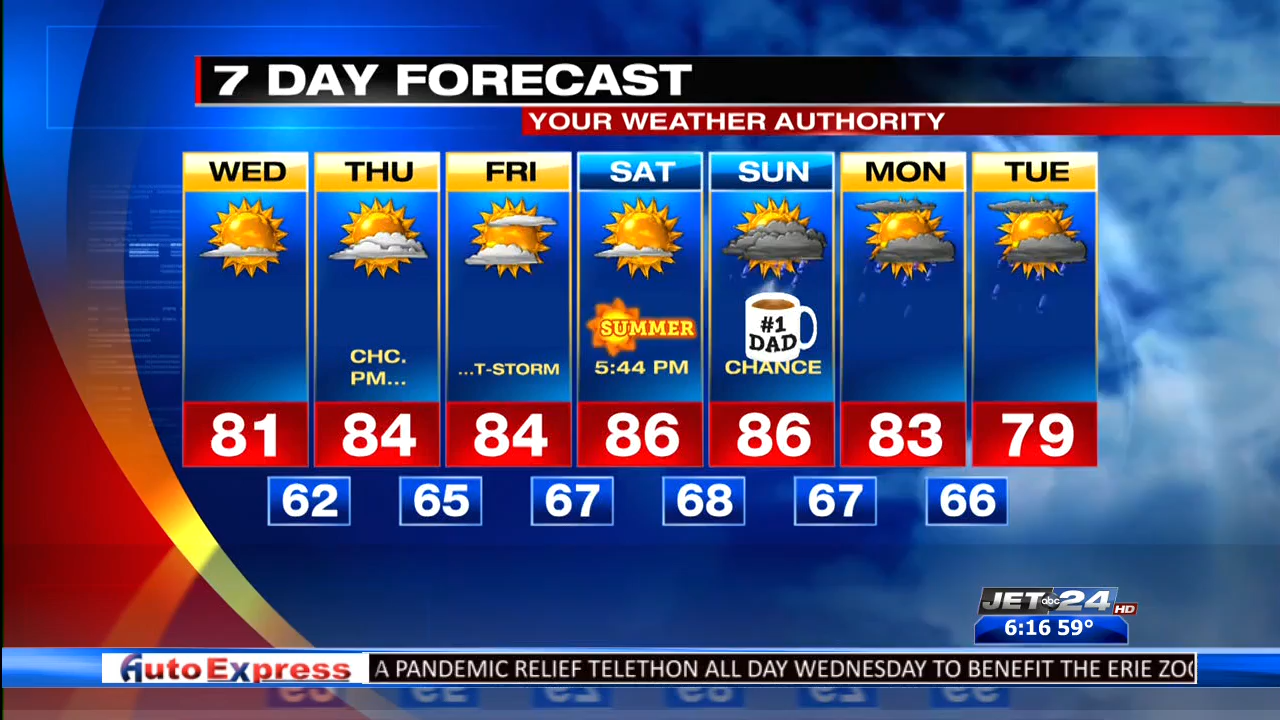 7 DAY FORECAST
YOUR WEATHER AUTHORITY
WED THU FRI SAT SUN MON TUE
SUMMER
#1
DAD
CHC.
PM...
...T-STORM
5:44 PM
CHANCE
81 84 84 86 86 83 79
62 65 67 68 67 66
JET abc 24 HD
6:16 59°
AutoExpress
A PANDEMIC RELIEF TELETHON ALL DAY WEDNESDAY TO BENEFIT THE ERIE ZOO